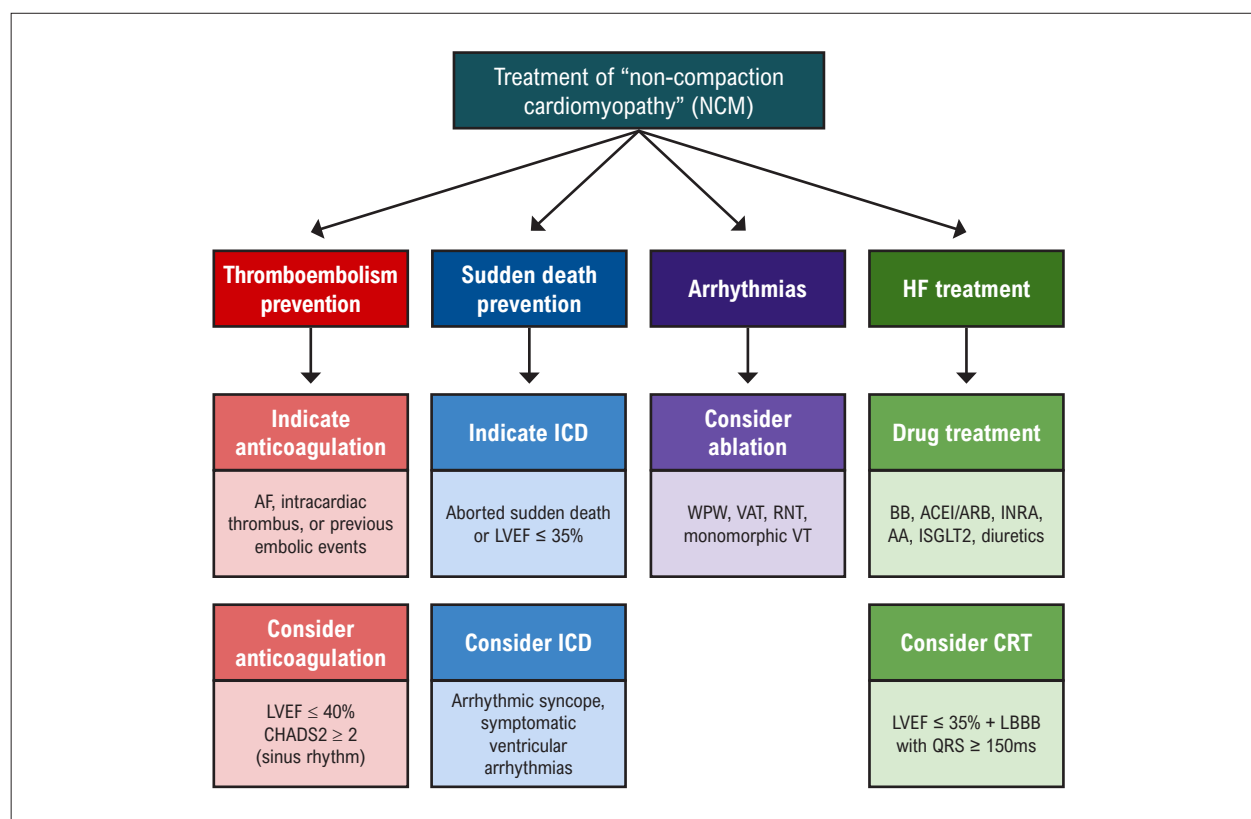 Treatment of “non-compaction
cardiomyopathy” (NCM)
Thromboembolism
prevention
Sudden death
prevention
Arrhythmias
HF treatment
Indicate
anticoagulation
AF, intracardiac
thrombus, or previous
embolic events
Indicate ICD
Aborted sudden death
or LVEF ≤ 35%
Consider
ablation
WPW, VAT, RNT,
monomorphic VT
Drug treatment
BB, ACEI/ARB, INRA,
AA, ISGLT2, diuretics
Consider
anticoagulation
LVEF ≤ 40%
CHADS2 ≥ 2
(sinus rhythm)
Consider ICD
Arrhythmic syncope,
symptomatic
ventricular
arrhythmias
Consider CRT
LVEF ≤ 35% + LBBB
with QRS ≥ 150ms